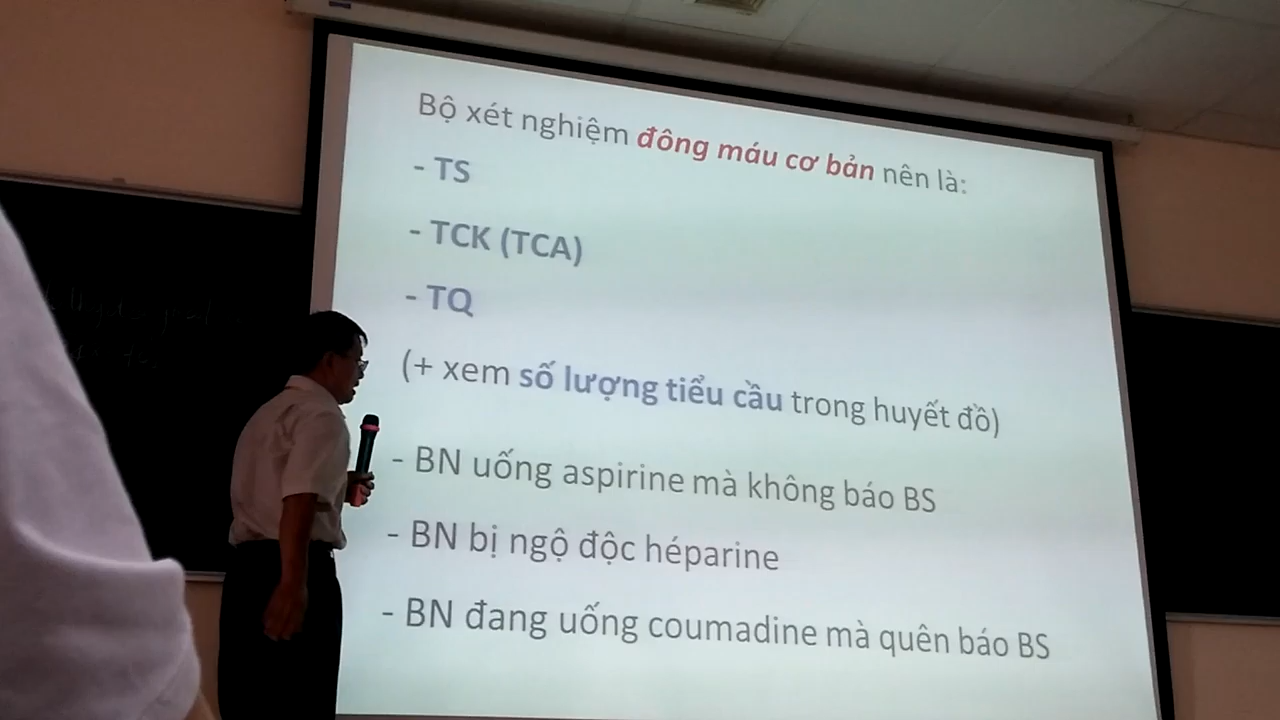 Bộ xét nghiệm đông máu cơ bản nên là:
- TS
- TCK (TCA)
- TQ
(+ xem số lượng tiểu cầu trong huyết đồ)
- BN uống aspirine mà không báo BS
- BN bị ngộ độc héparine
- BN đang uống coumadine mà quên báo BS